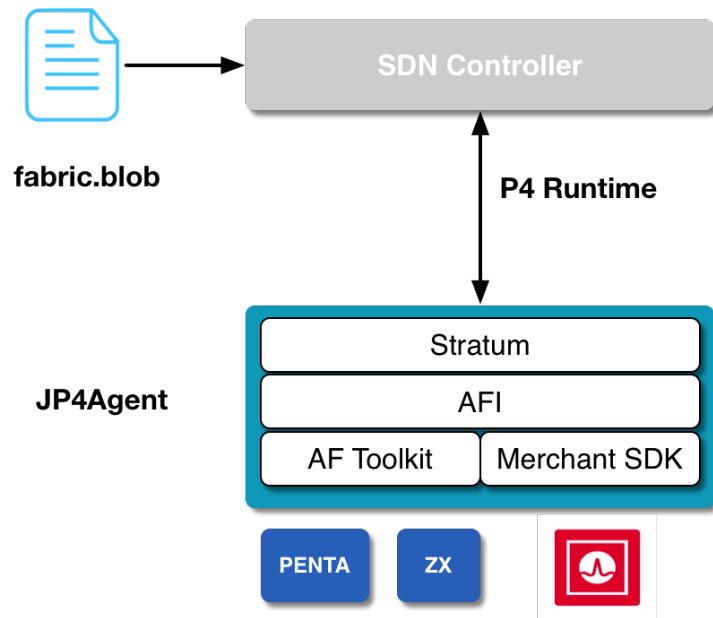 SDN Controller
fabric.blob
P4 Runtime
JP4Agent
Stratum
AFI
AF Toolkit
Merchant SDK
PENTA
ZX